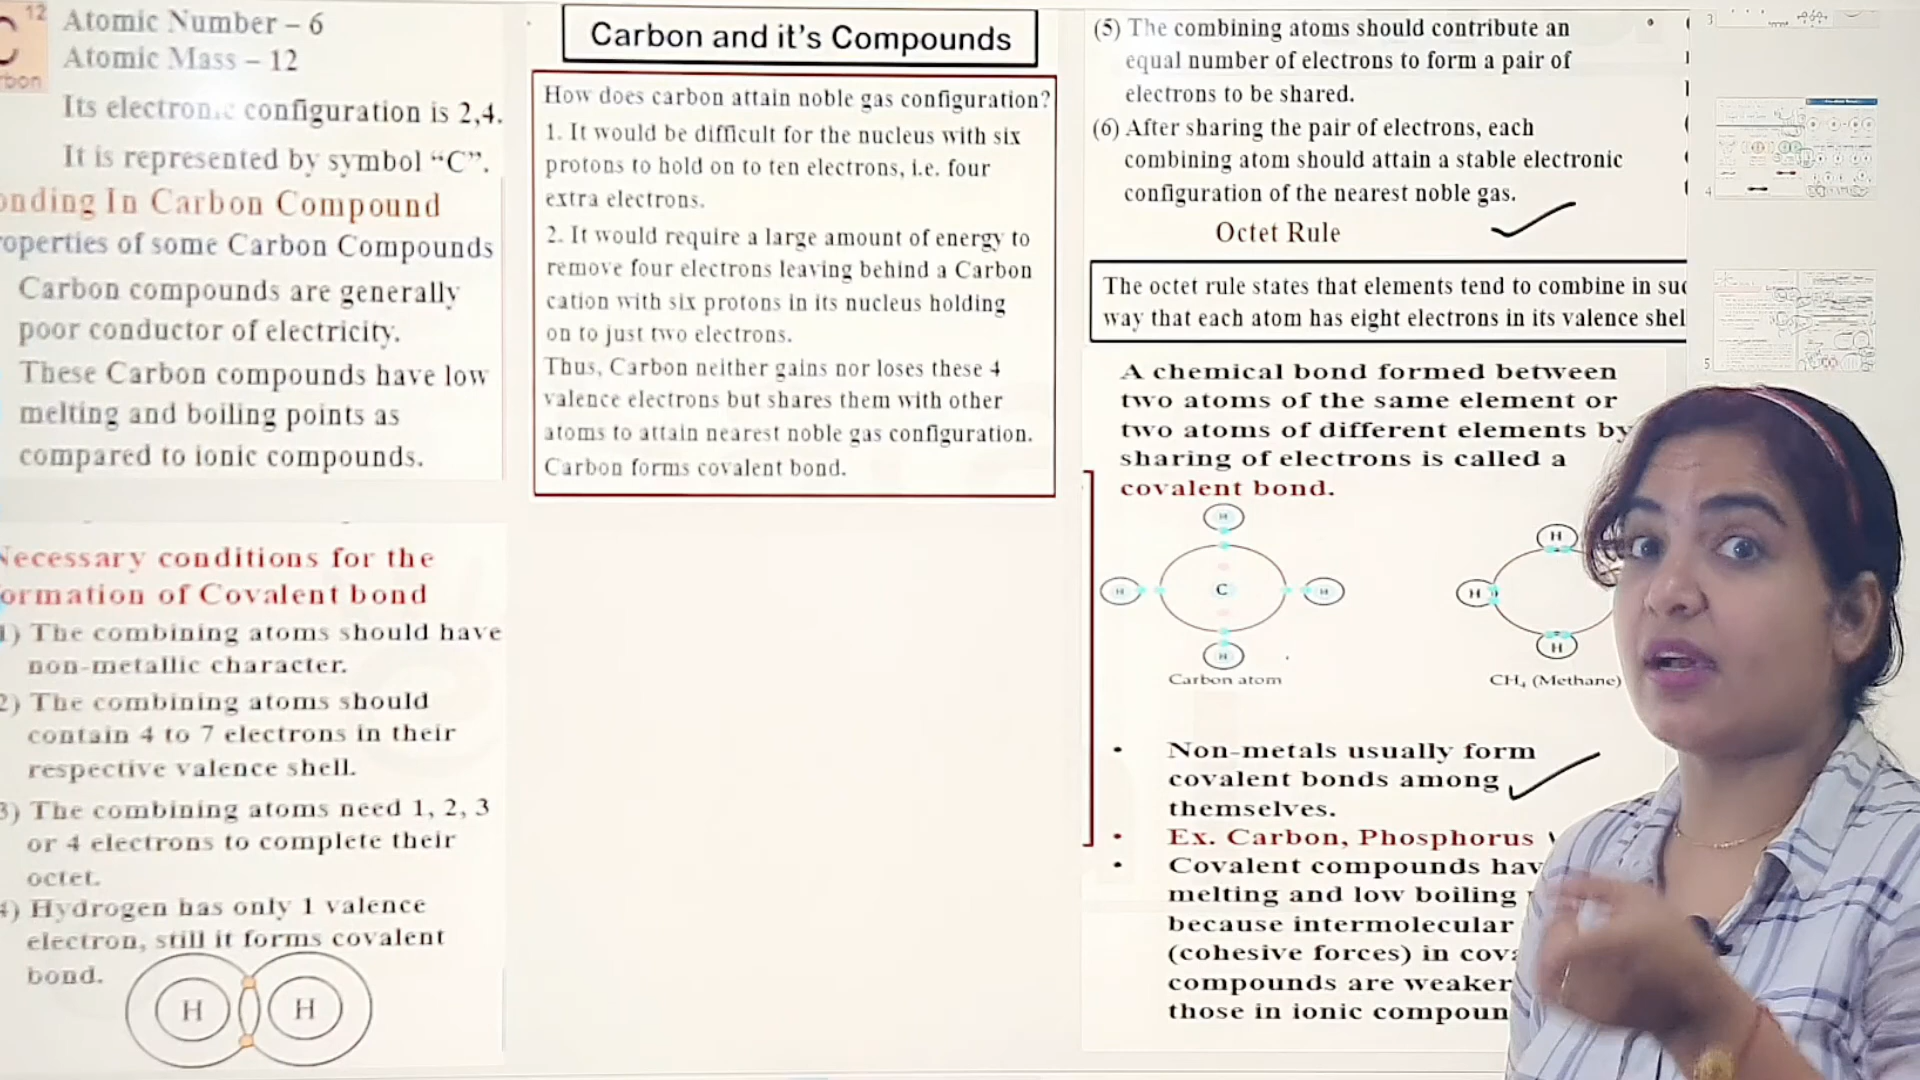 12
Atomic Number – 6
Atomic Mass – 12
Its electronic configuration is 2,4.
It is represented by symbol “C”.
onding In Carbon Compound
roperties of some Carbon Compounds
Carbon compounds are generally
poor conductor of electricity.
These Carbon compounds have low
melting and boiling points as
compared to ionic compounds.
Necessary conditions for the
ormation of Covalent bond
1) The combining atoms should have
non-metallic character.
2) The combining atoms should
contain 4 to 7 electrons in their
respective valence shell.
3) The combining atoms need 1, 2, 3
or 4 electrons to complete their
octet.
4) Hydrogen has only 1 valence
electron, still it forms covalent
bond.
H H
Carbon and it's Compounds
How does carbon attain noble gas configuration?
1. It would be difficult for the nucleus with six
protons to hold on to ten electrons, i.e. four
extra electrons.
2. It would require a large amount of energy to
remove four electrons leaving behind a Carbon
cation with six protons in its nucleus holding
on to just two electrons.
Thus, Carbon neither gains nor loses these 4
valence electrons but shares them with other
atoms to attain nearest noble gas configuration.
Carbon forms covalent bond.
(5) The combining atoms should contribute an
equal number of electrons to form a pair of
electrons to be shared.
(6) After sharing the pair of electrons, each
combining atom should attain a stable electronic
configuration of the nearest noble gas.
Octet Rule
The octet rule states that elements tend to combine in suc
way that each atom has eight electrons in its valence shel
A chemical bond formed between
two atoms of the same element or
two atoms of different elements by
sharing of electrons is called a
covalent bond.
H
H C H
H
Carbon atom
H
H
H
CH₄ (Methane)
• Non-metals usually form
covalent bonds among
themselves.
• Ex. Carbon, Phosphorus
• Covalent compounds hav
melting and low boiling
because intermolecular
(cohesive forces) in cov
compounds are weaker
those in ionic compoun
3
4
5